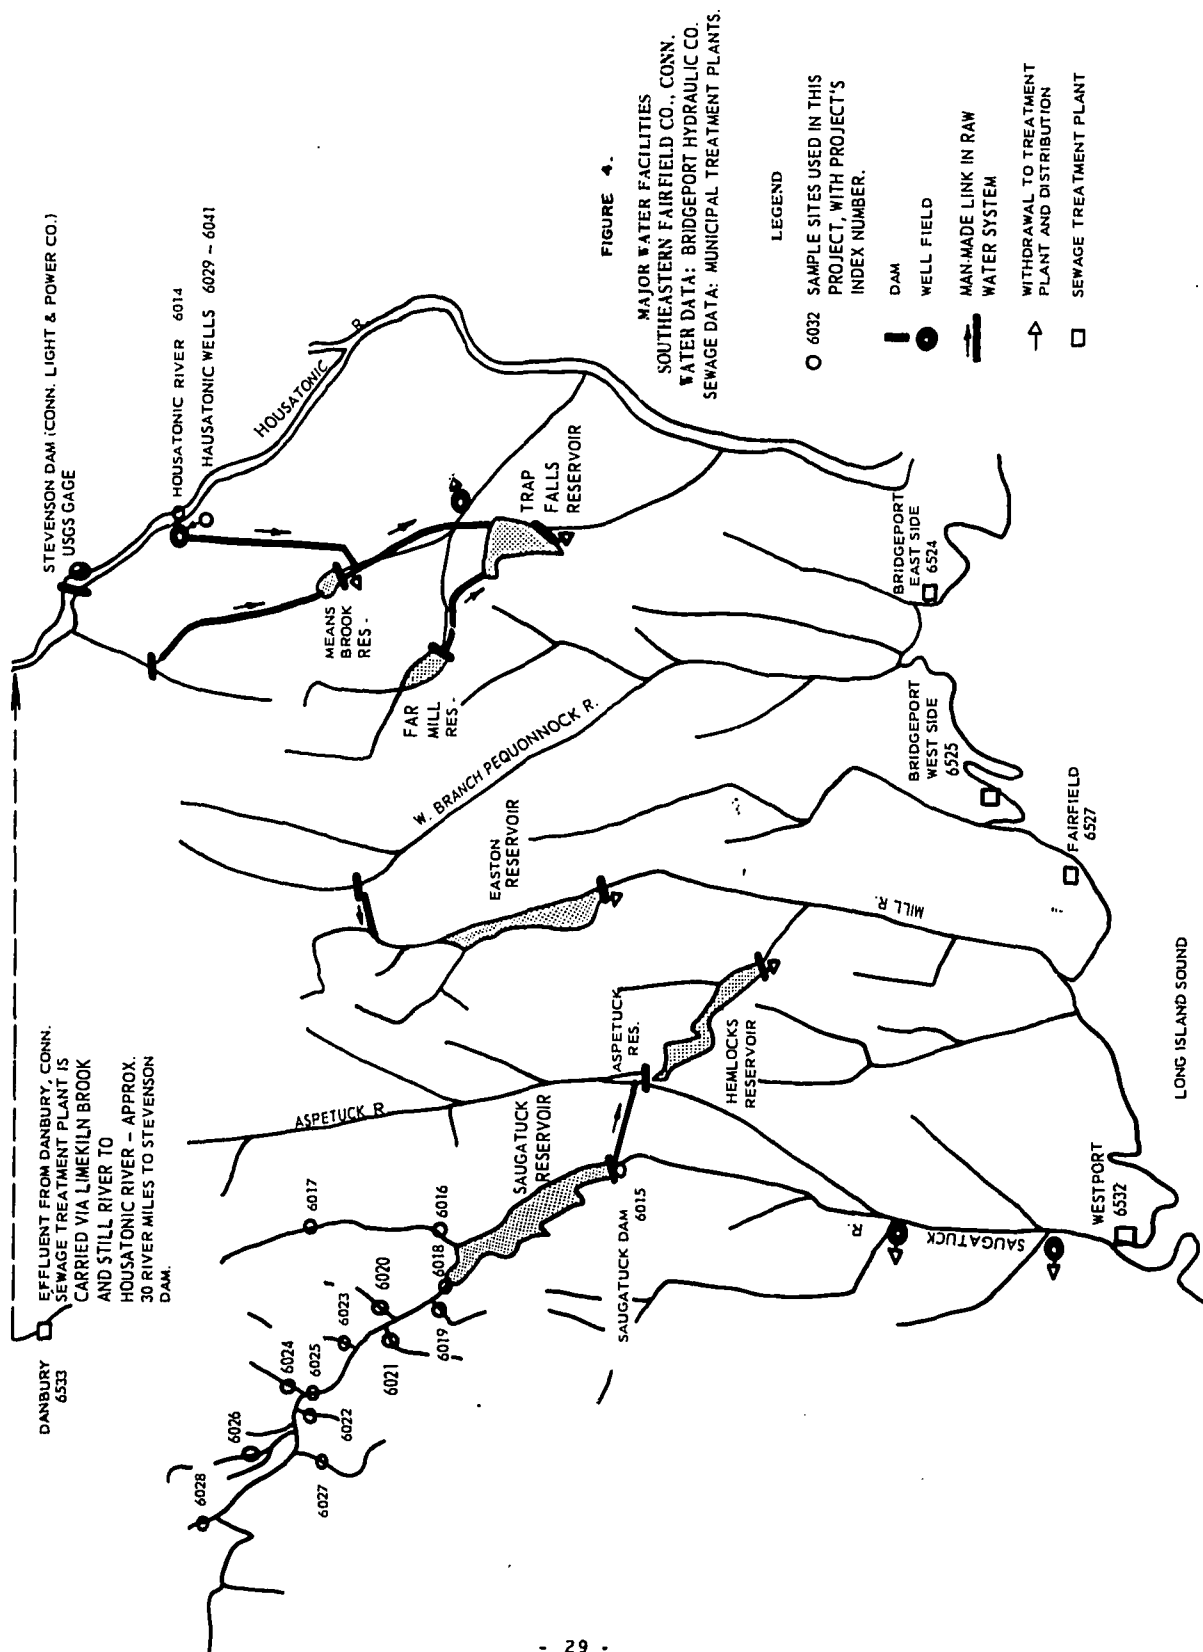 DANBURY
6533
EFFLUENT FROM DANBURY, CONN.
SEWAGE TREATMENT PLANT IS
CARRIED VIA LIMEKILN BROOK
AND STILL RIVER TO
HOUSATONIC RIVER - APPROX.
30 RIVER MILES TO STEVENSON
DAM.
STEVENSON DAM (CONN. LIGHT & POWER CO.)
USGS GAGE
HOUSATONIC RIVER 6014
HAUSATONIC WELLS 6029 - 6041
HOUSATONIC R.
6028
6026
6024
6025
6022
6027
6023
6020
6021
6019
6018
6017
6016
ASPETUCK R.
SAUGATUCK
RESERVOIR
SAUGATUCK DAM
6015
ASPETUCK
RES.
HEMLOCKS
RESERVOIR
EASTON
RESERVOIR
W. BRANCH PEQUONNOCK R.
FAR
MILL
RES.
MEANS
BROOK
RES.
TRAP
FALLS
RESERVOIR
MILL R.
SAUGATUCK R.
WESTPORT
6532
FAIRFIELD
6527
BRIDGEPORT
WEST SIDE
6525
BRIDGEPORT
EAST SIDE
6524
LONG ISLAND SOUND
FIGURE 4.
MAJOR WATER FACILITIES
SOUTHEASTERN FAIRFIELD CO., CONN.
WATER DATA: BRIDGEPORT HYDRAULIC CO.
SEWAGE DATA: MUNICIPAL TREATMENT PLANTS.
LEGEND
6032 SAMPLE SITES USED IN THIS
PROJECT, WITH PROJECT'S
INDEX NUMBER.
DAM
WELL FIELD
MAN-MADE LINK IN RAW
WATER SYSTEM
WITHDRAWAL TO TREATMENT
PLANT AND DISTRIBUTION
SEWAGE TREATMENT PLANT
- 29 -